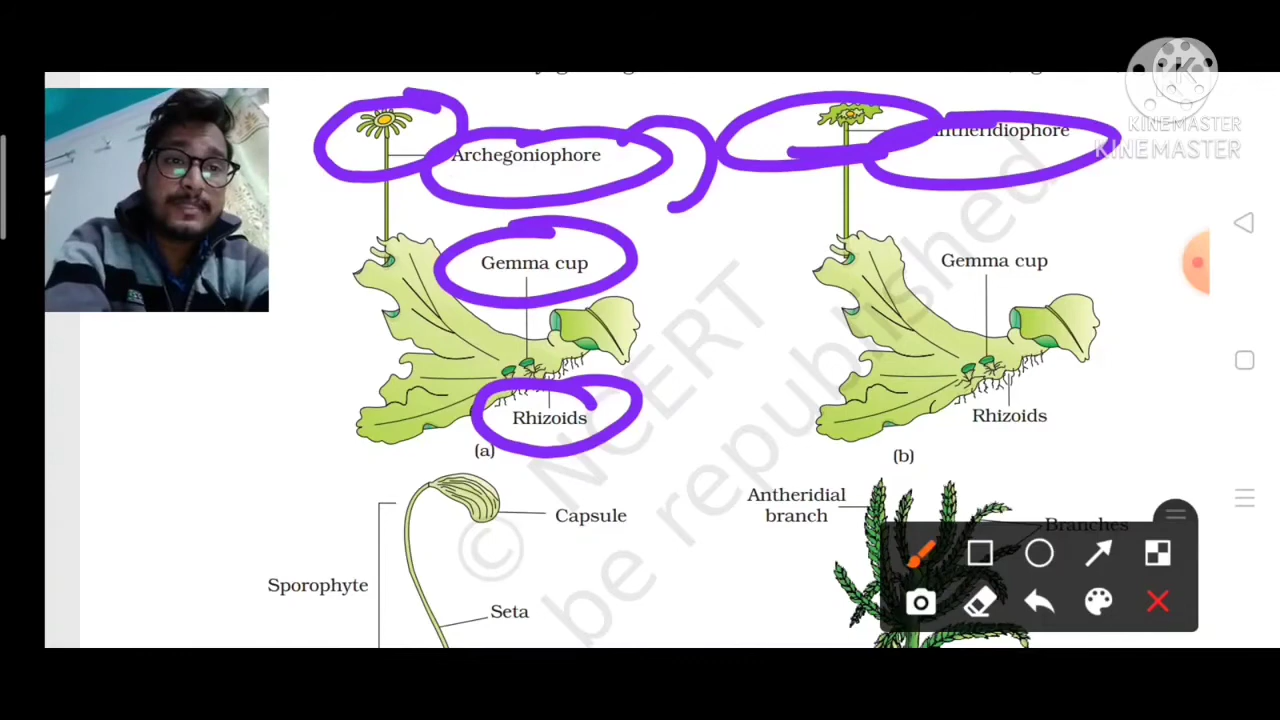 KINEMASTER
KINEMASTER
Archegoniophore
Antheridiophore
Gemma cup
Gemma cup
Rhizoids
Rhizoids
(a)
(b)
Antheridial
branch
Branches
Capsule
Sporophyte
Seta
© NCERT
be republished